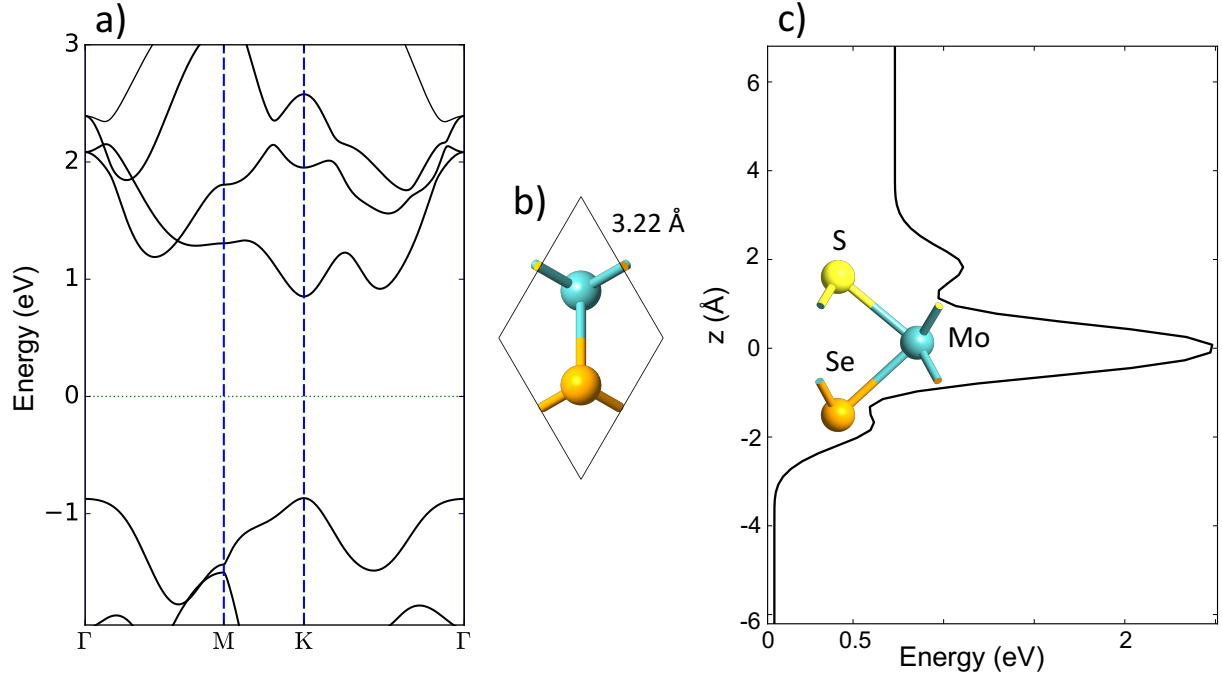 a)
3
2
1
0
−1
Energy (eV)
Γ
M
K
Γ
b)
3.22 Å
c)
6
4
2
0
-2
-4
-6
z (Å)
S
Mo
Se
0
0.5
2
Energy (eV)